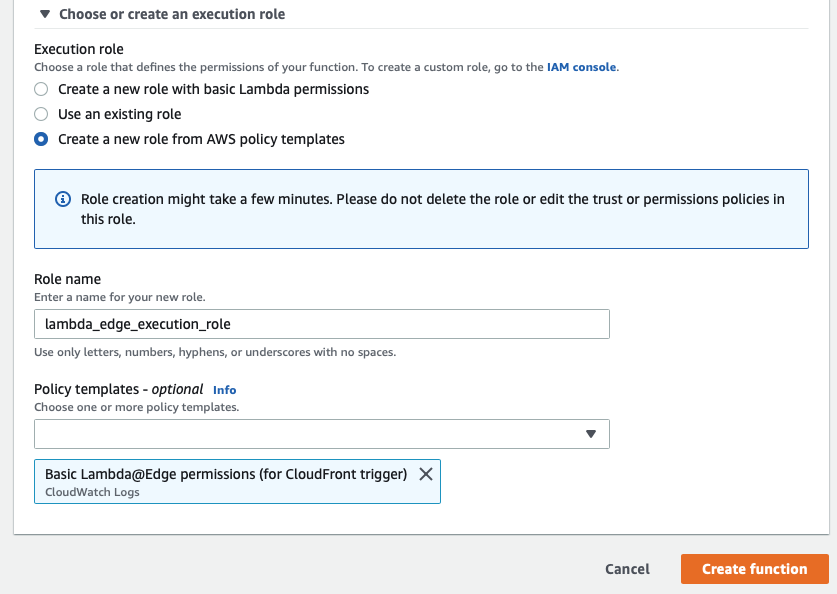 Choose or create an execution role
Execution role
Choose a role that defines the permissions of your function. To create a custom role, go to the IAM console.
Create a new role with basic Lambda permissions
Use an existing role
Create a new role from AWS policy templates
Role creation might take a few minutes. Please do not delete the role or edit the trust or permissions policies in
this role.
Role name
Enter a name for your new role.
lambda_edge_execution_role
Use only letters, numbers, hyphens, or underscores with no spaces.
Policy templates - optional Info
Choose one or more policy templates.
Basic Lambda@Edge permissions (for CloudFront trigger)
CloudWatch Logs
Cancel Create function